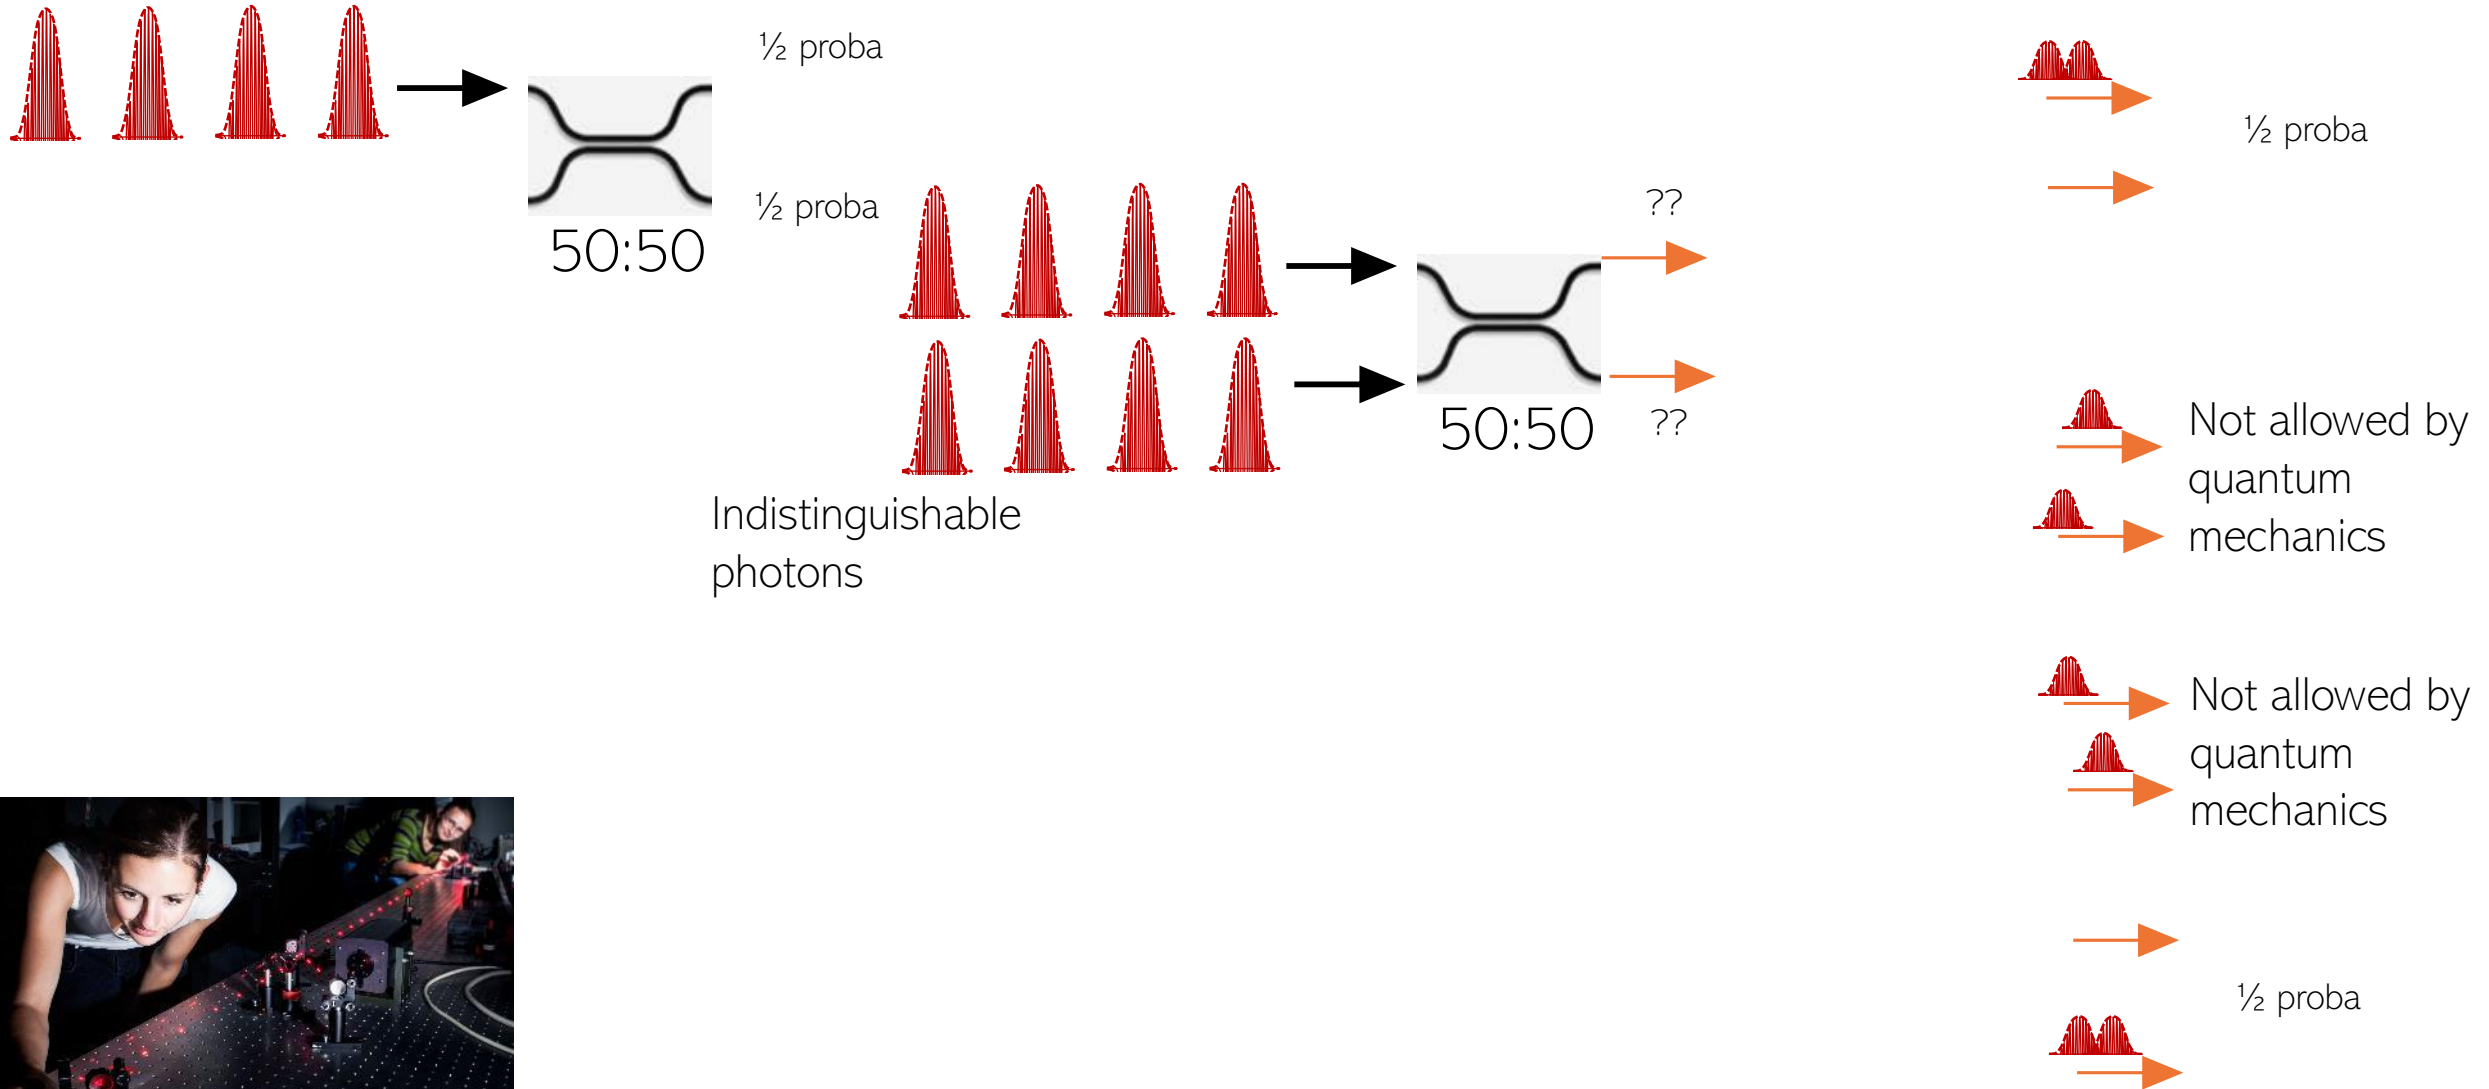 ½ proba
½ proba
50:50
??
??
50:50
Indistinguishable
photons
½ proba
Not allowed by
quantum
mechanics
Not allowed by
quantum
mechanics
½ proba